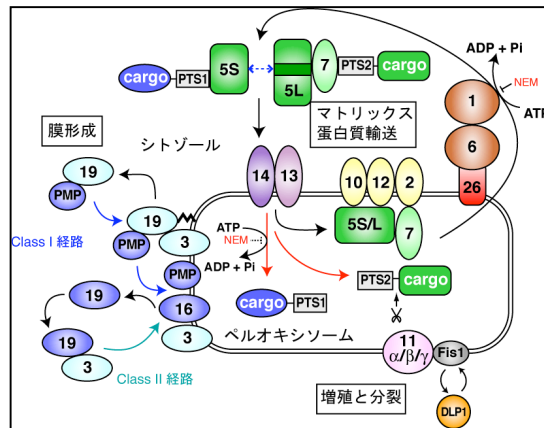 cargo
PTS1
5S
5L
7
PTS2
cargo
ADP + Pi
NEM
ATP
1
6
26
マトリックス
蛋白質輸送
膜形成
シトゾール
19
PMP
19
PMP
3
Class I 経路
14
13
10
12
2
5S/L
7
ATP
NEM
ADP + Pi
PTS2
cargo
cargo
PTS1
PMP
16
3
19
19
3
Class II 経路
ペルオキシソーム
11
α/β/γ
Fis1
DLP1
増殖と分裂